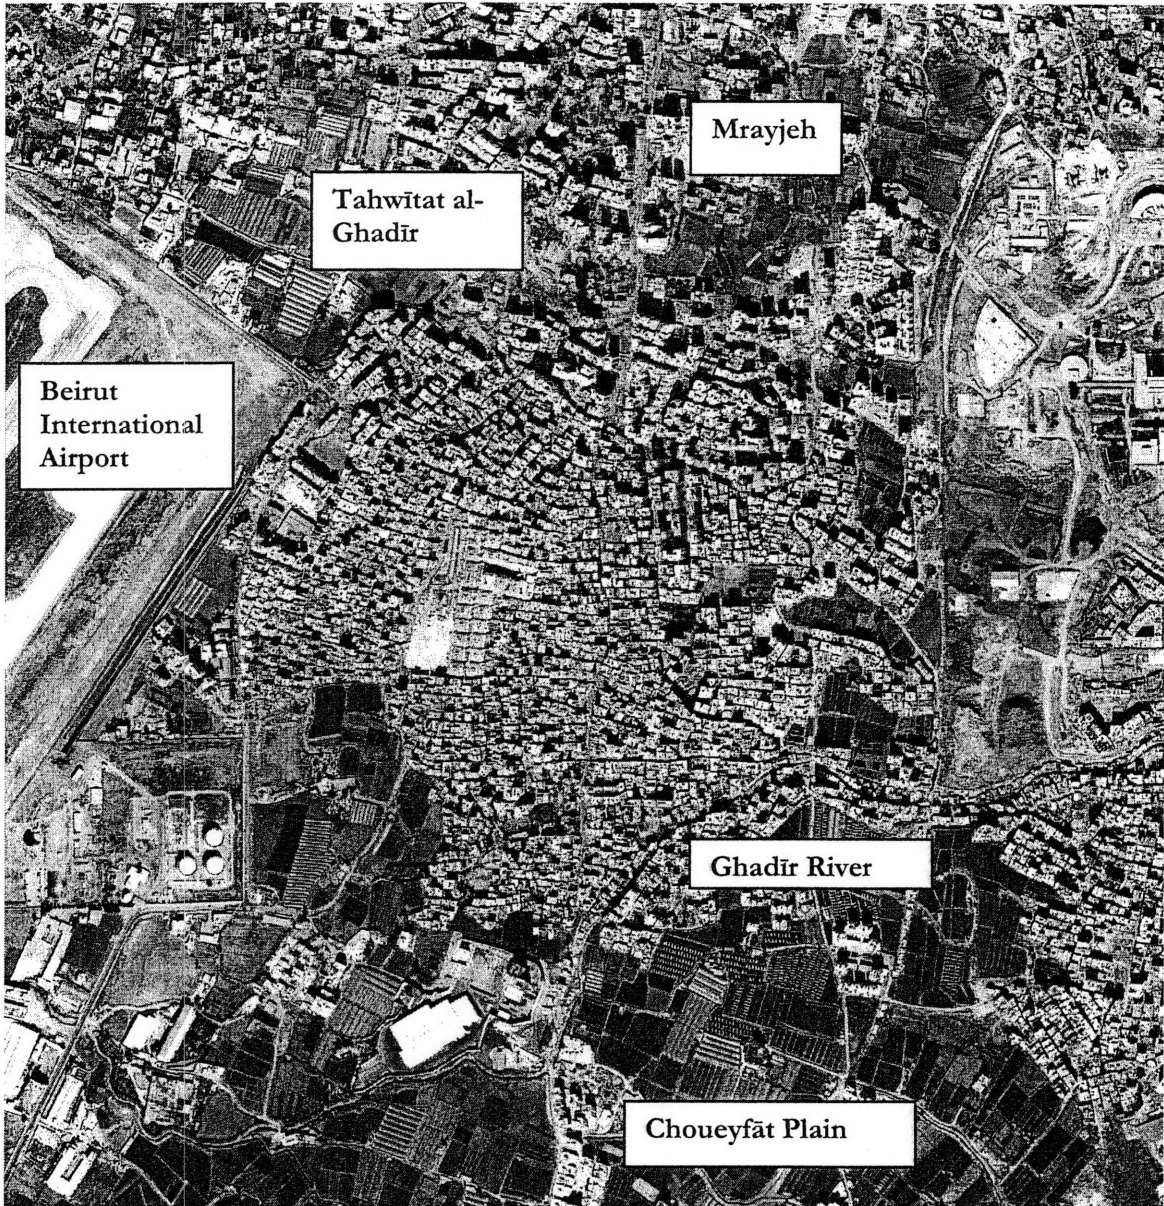 Mrayjeh
Tahwītat al-
Ghadīr
Beirut
International
Airport
Ghadīr River
Choueyfāt Plain